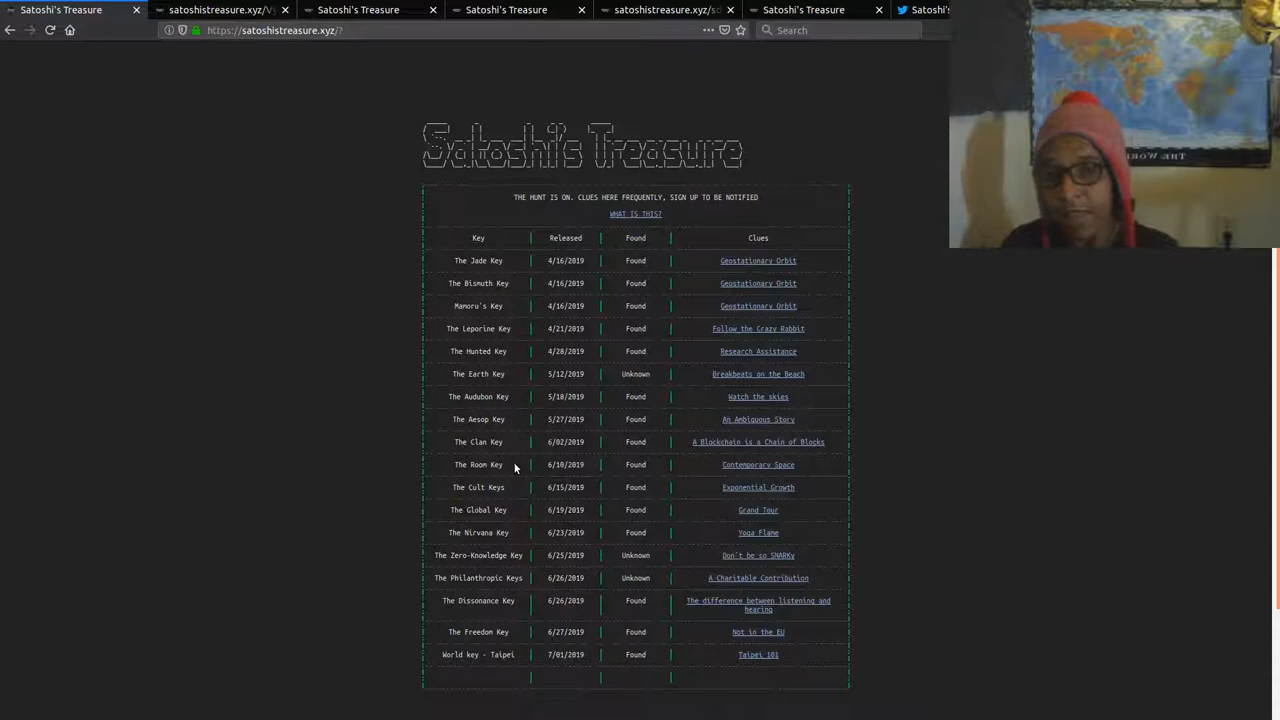 Satoshi's Treasure
satoshistreasure.xyz/
Satoshi's Treasure
Satoshi's Treasure
satoshistreasure.xyz/
Satoshi's Treasure
Satoshi's
https://satoshistreasure.xyz/?
Search
Satoshi's Treasure
THE HUNT IS ON. CLUES HERE FREQUENTLY, SIGN UP TO BE NOTIFIED
WHAT IS THIS?
Key Released Found Clues
The Jade Key 4/16/2019 Found Geostationary Orbit
The Bismuth Key 4/16/2019 Found Geostationary Orbit
Mamoru's Key 4/16/2019 Found Geostationary Orbit
The Leporine Key 4/21/2019 Found Follow the Crazy Rabbit
The Hunted Key 4/28/2019 Found Research Assistance
The Earth Key 5/12/2019 Unknown Breakbeats on the Beach
The Audubon Key 5/18/2019 Found Watch the skies
The Aesop Key 5/27/2019 Found An Ambiquous Story
The Clan Key 6/02/2019 Found A Blockchain is a Chain of Blocks
The Room Key 6/10/2019 Found Contemporary Space
The Cult Keys 6/15/2019 Found Exponential Growth
The Global Key 6/19/2019 Found Grand Tour
The Nirvana Key 6/23/2019 Found Yoga Flame
The Zero-Knowledge Key 6/25/2019 Unknown Don't be so SNARKy
The Philanthropic Keys 6/26/2019 Unknown A Charitable Contribution
The Dissonance Key 6/26/2019 Found The difference between listening and
hearing
The Freedom Key 6/27/2019 Found Not in the EU
World key - Taipei 7/01/2019 Found Taipei 101
THE WOR